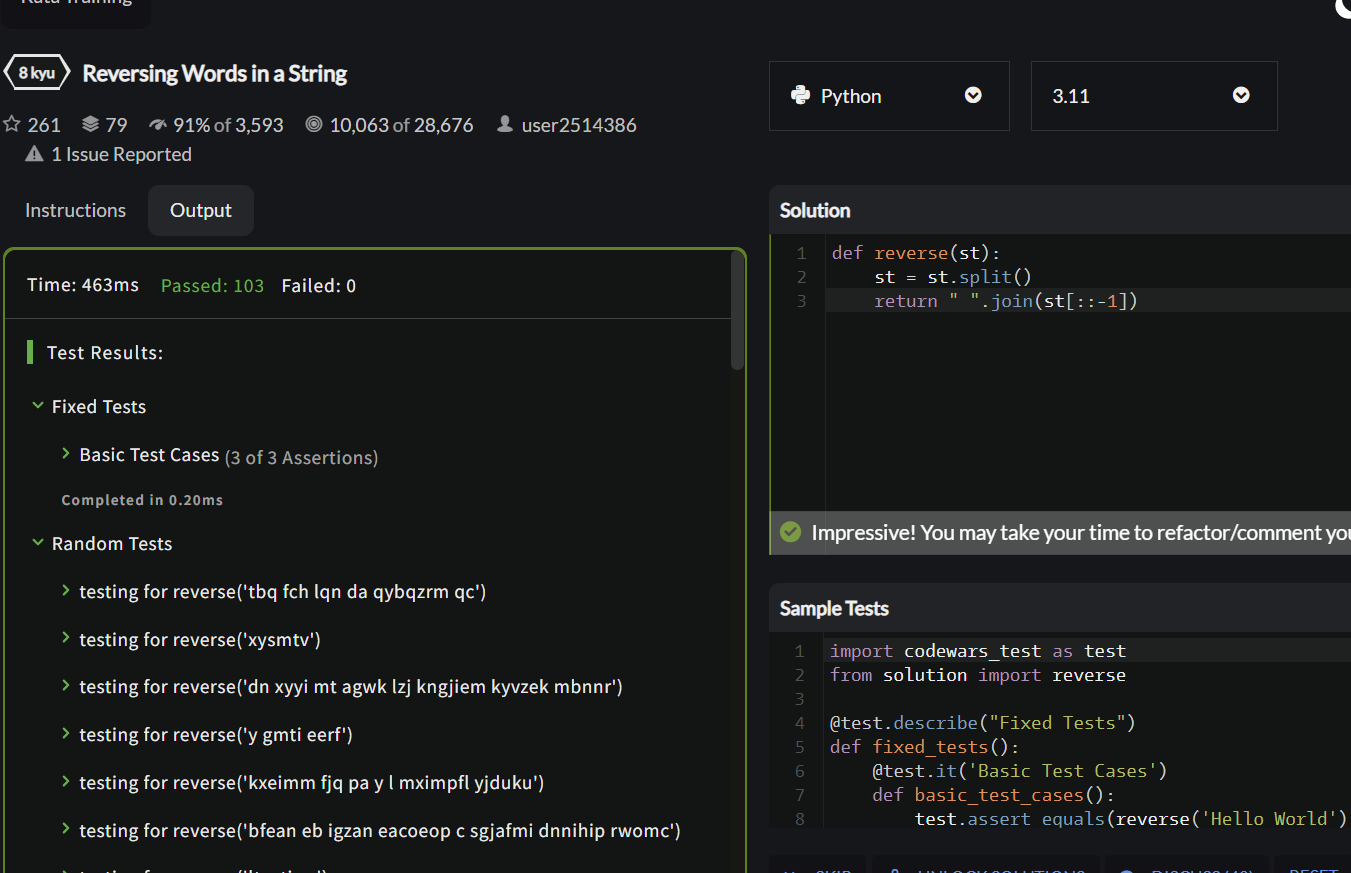 Kata Training
8 kyu Reversing Words in a String
261 79 91% of 3,593 10,063 of 28,676 user2514386
1 Issue Reported
Python 3.11
Instructions Output
Time: 463ms Passed: 103 Failed: 0
Test Results:
Fixed Tests
Basic Test Cases (3 of 3 Assertions)
Completed in 0.20ms
Random Tests
testing for reverse('tbq fch lqn da qybqzrm qc')
testing for reverse('xysmtv')
testing for reverse('dn xyyi mt agwk lzj kngjiem kyvzek mbnnr')
testing for reverse('y gmti eerf')
testing for reverse('kxeimm fjq pa y l mximpfl yjduku')
testing for reverse('bfean eb igzan eacoeop c sgjafmi dnnihip rwomc')
Solution
1 def reverse(st):
2 st = st.split()
3 return " ".join(st[::-1])
Impressive! You may take your time to refactor/comment
Sample Tests
1 import codewars_test as test
2 from solution import reverse
3
4 @test.describe("Fixed Tests")
5 def fixed_tests():
6 @test.it('Basic Test Cases')
7 def basic_test_cases():
8 test.assert_equals(reverse('Hello World')
SKIP UNLOCK SOLUTIONS DISCUSS RESET